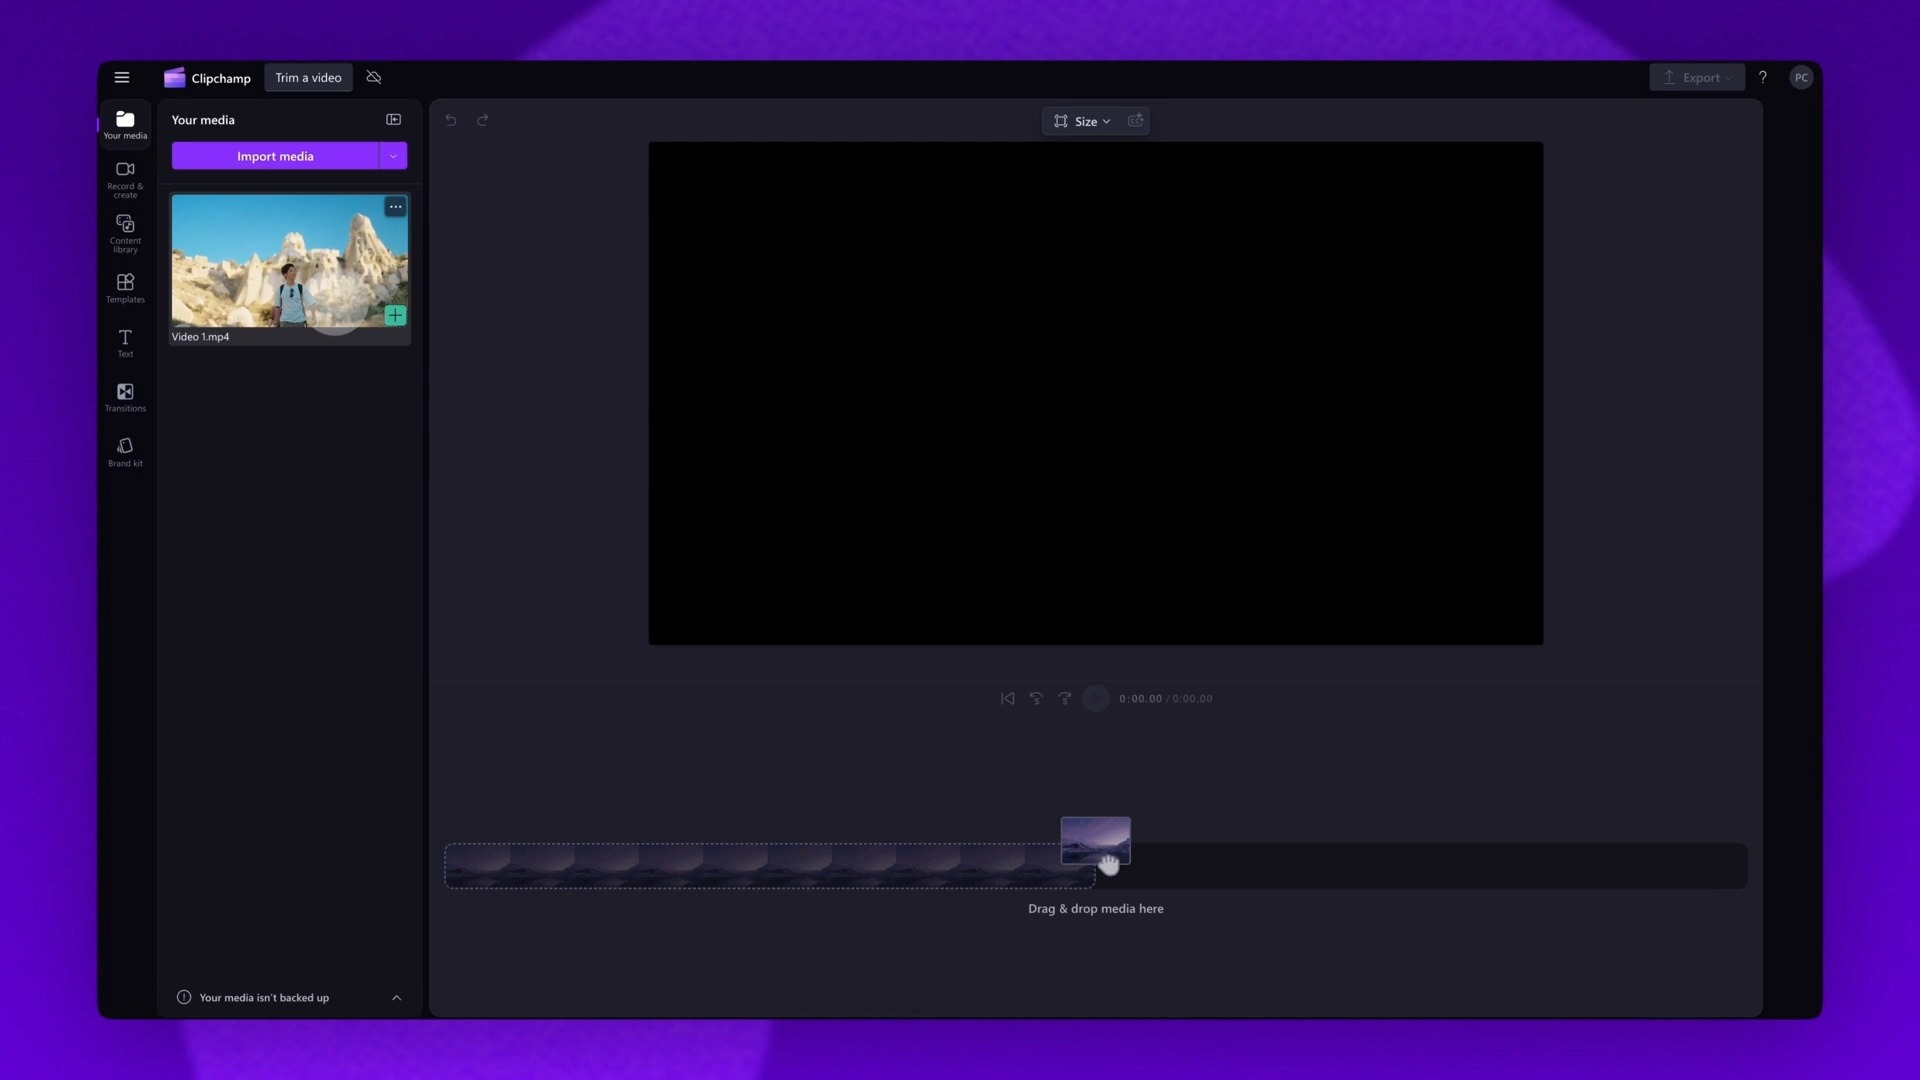 Clipchamp
Trim a video
Export
?
PC
Your media
Record &
create
Content
library
Templates
Text
Transitions
Brand kit
Your media
Import media
Video 1.mp4
Your media isn't backed up
Size
5
5
0:00.00 / 0:00.00
Drag & drop media here